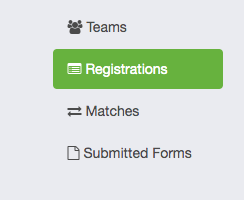 Teams
Registrations
Matches
Submitted Forms